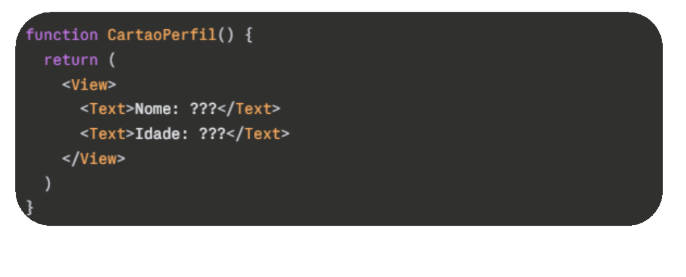 function CartaoPerfil() {
  return (
    <View>
      <Text>Nome: ???</Text>
      <Text>Idade: ???</Text>
    </View>
  )
}